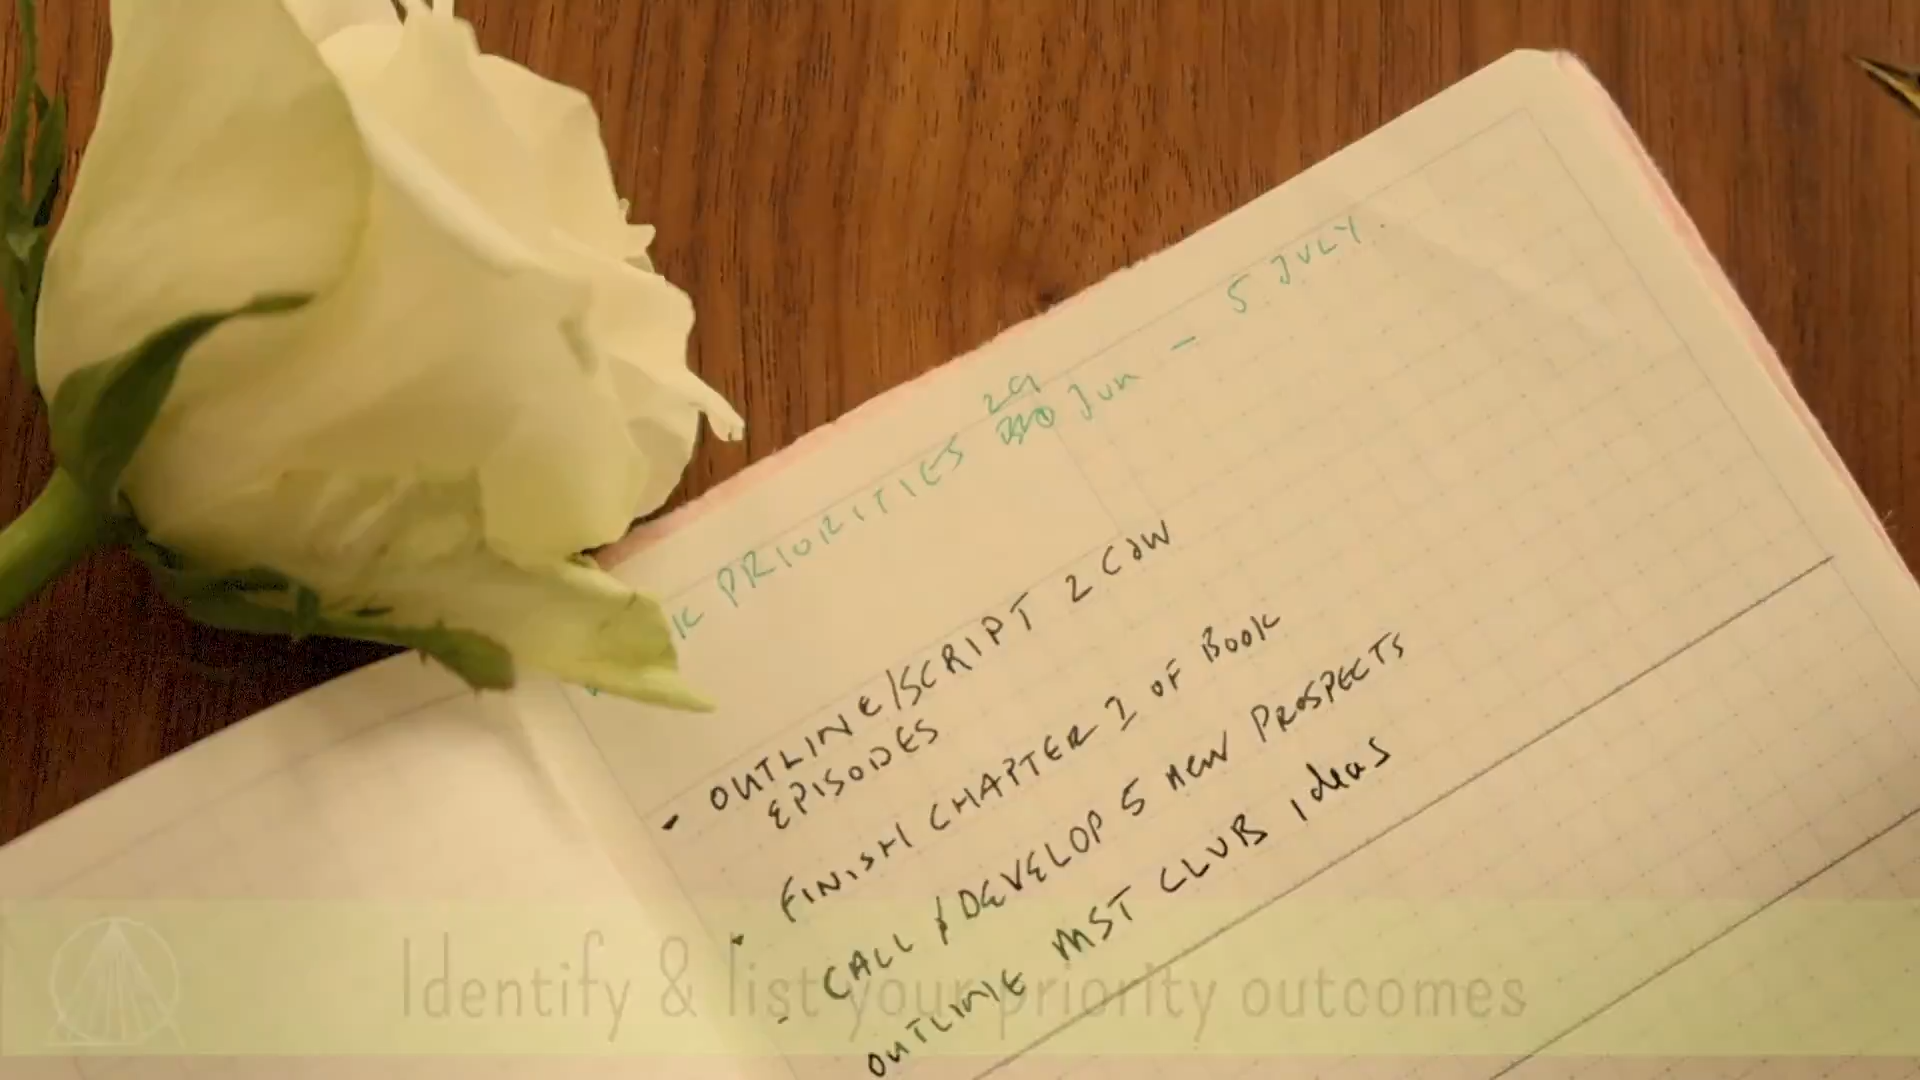 K PRIORITIES 29 Jun - 5 JULY.
- OUTLINE/SCRIPT 2 COW
EPISODES
- FINISH CHAPTER 1 OF BOOK
- CALL / DEVELOP 5 NEW PROSPECTS
OUTLINE MST CLUB Ideas
Identify & list your priority outcomes